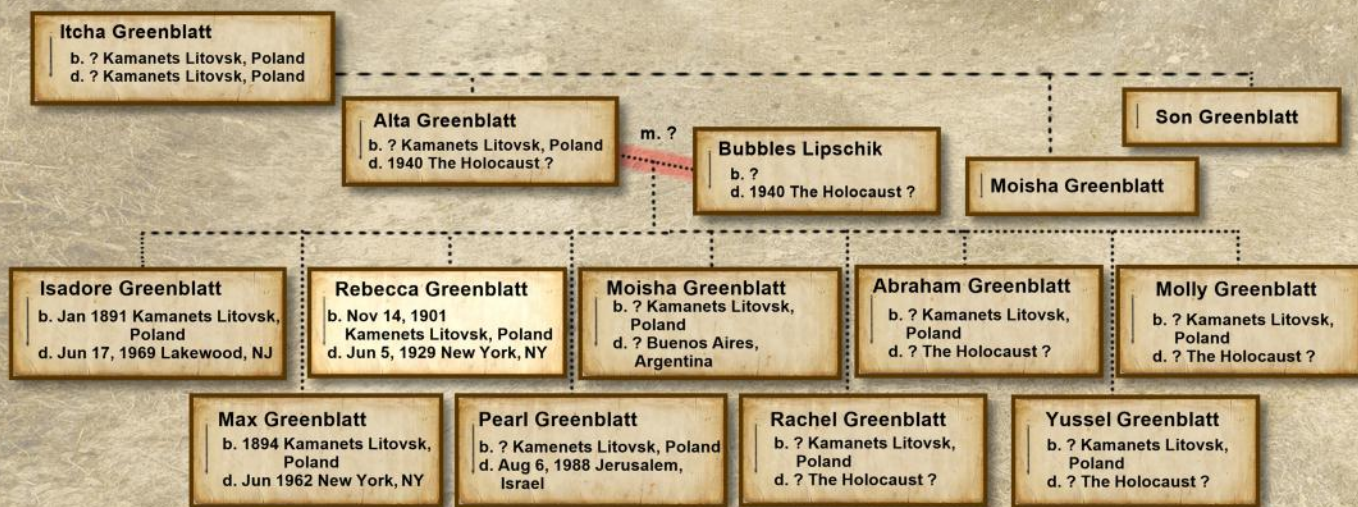 Itcha Greenblatt
b. ? Kamanets Litovsk, Poland
d. ? Kamanets Litovsk, Poland
Alta Greenblatt
b. ? Kamanets Litovsk, Poland
d. 1940 The Holocaust ?
m. ?
Bubbles Lipschik
b. ?
d. 1940 The Holocaust ?
Moisha Greenblatt
Son Greenblatt
Isadore Greenblatt
b. Jan 1891 Kamanets Litovsk,
Poland
d. Jun 17, 1969 Lakewood, NJ
Rebecca Greenblatt
b. Nov 14, 1901
Kamenets Litovsk, Poland
d. Jun 5, 1929 New York, NY
Moisha Greenblatt
b. ? Kamanets Litovsk,
Poland
d. ? Buenos Aires,
Argentina
Abraham Greenblatt
b. ? Kamanets Litovsk,
Poland
d. ? The Holocaust ?
Molly Greenblatt
b. ? Kamanets Litovsk,
Poland
d. ? The Holocaust ?
Max Greenblatt
b. 1894 Kamanets Litovsk,
Poland
d. Jun 1962 New York, NY
Pearl Greenblatt
b. ? Kamenets Litovsk, Poland
d. Aug 6, 1988 Jerusalem,
Israel
Rachel Greenblatt
b. ? Kamanets Litovsk,
Poland
d. ? The Holocaust ?
Yussel Greenblatt
b. ? Kamanets Litovsk,
Poland
d. ? The Holocaust ?